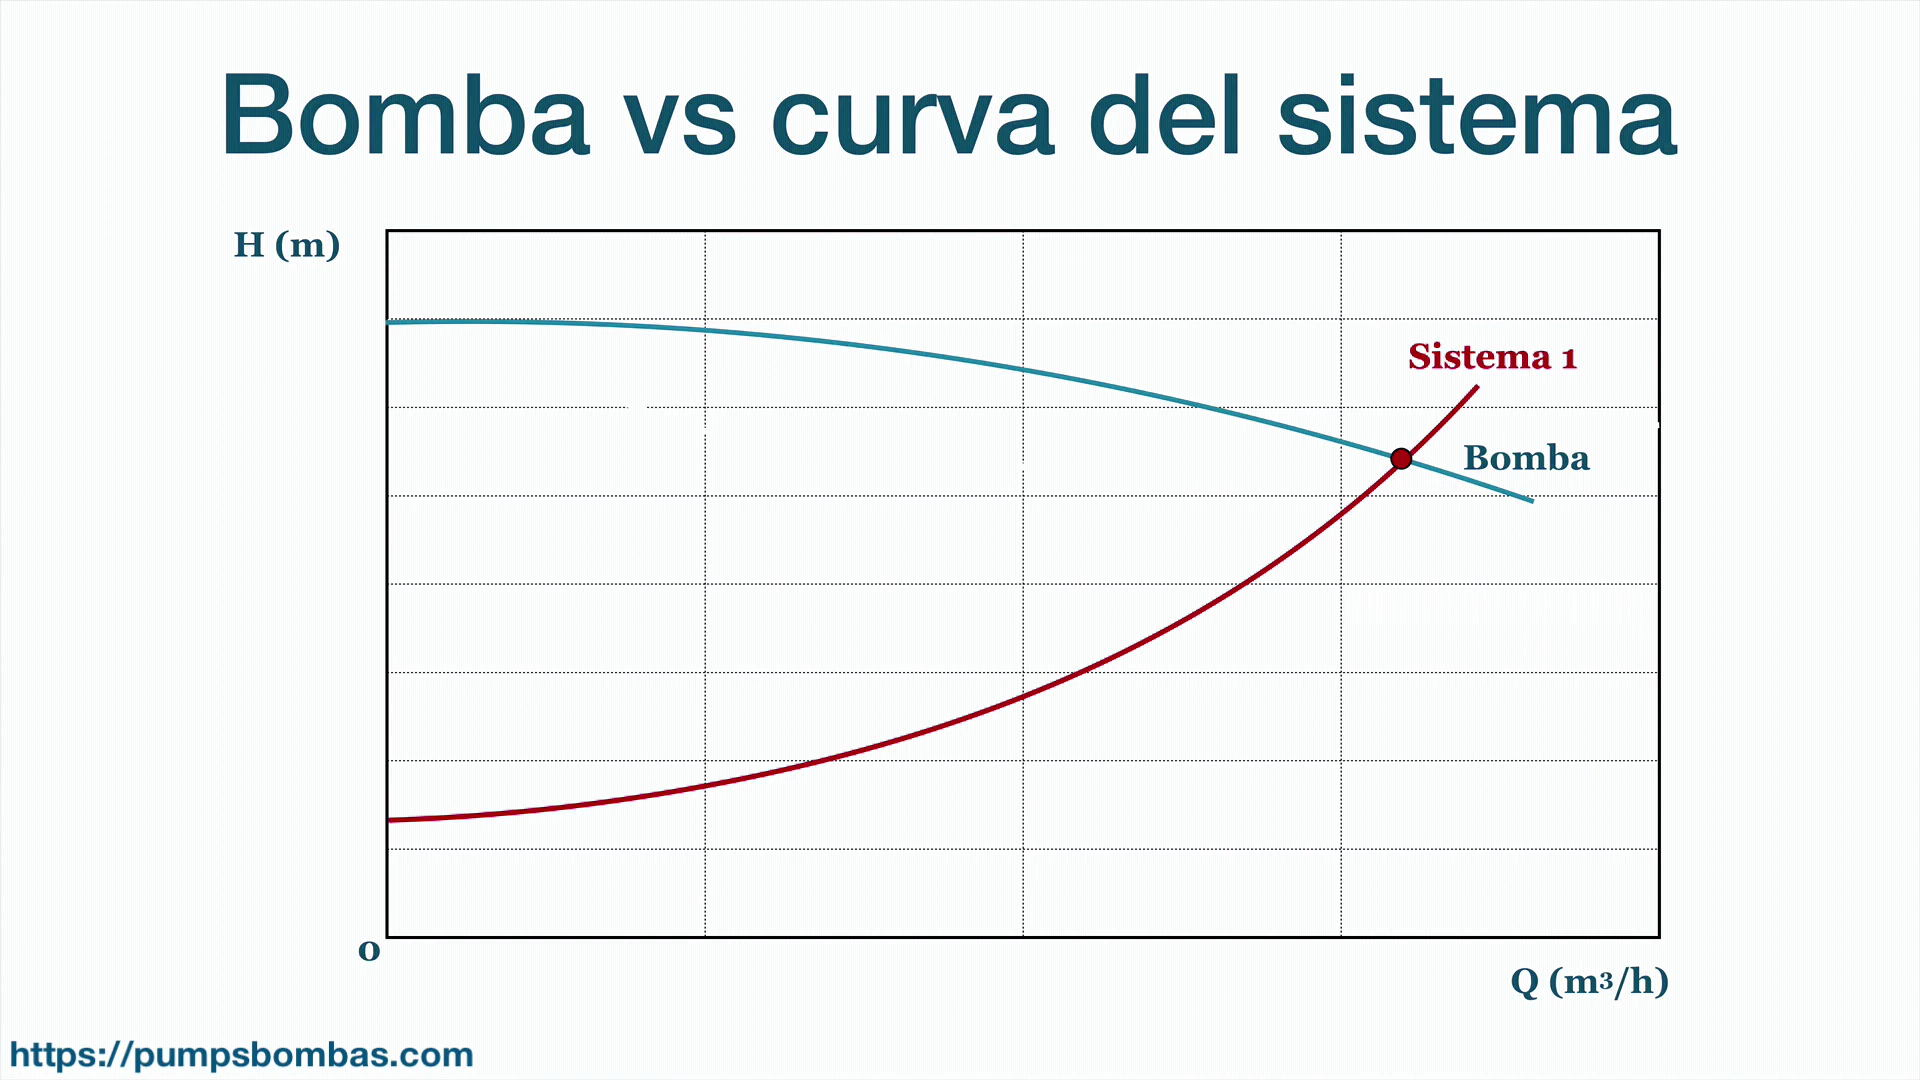 Bomba vs curva del sistema
H (m)
Sistema 1
Bomba
0
Q (m³/h)
https://pumpsbombas.com